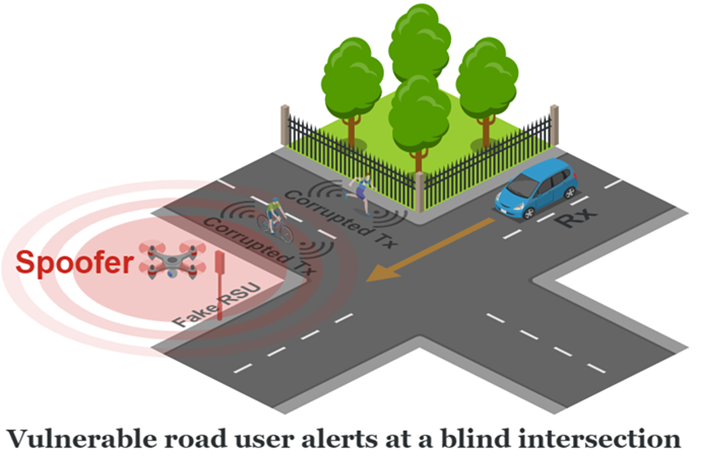 Corrupted Tx
Corrupted Tx
Rx
Spoofer
Fake RSU
Vulnerable road user alerts at a blind intersection